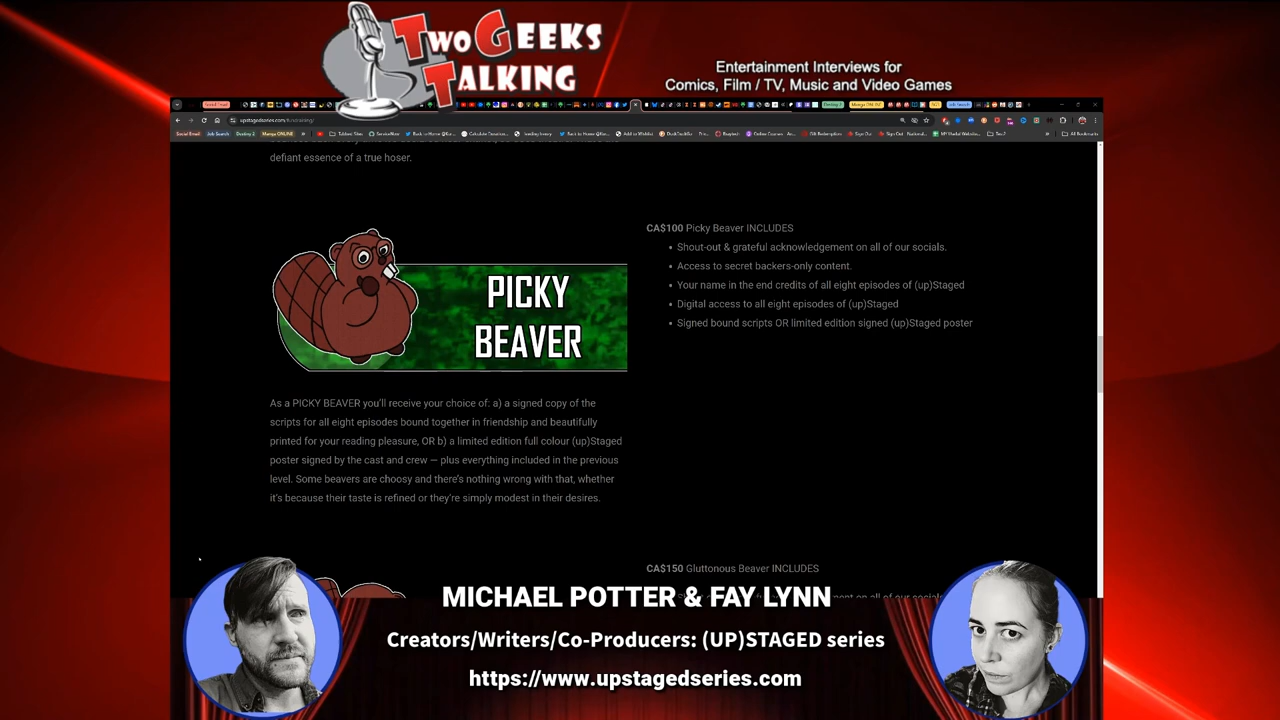 TWO GEEKS
TALKING
Entertainment Interviews for
Comics, Film / TV, Music and Video Games
defiant essence of a true hoser.
PICKY
BEAVER
CA$100 Picky Beaver INCLUDES
• Shout-out & grateful acknowledgement on all of our socials.
• Access to secret backers-only content.
• Your name in the end credits of all eight episodes of (up)Staged
• Digital access to all eight episodes of (up)Staged
• Signed bound scripts OR limited edition signed (up)Staged poster
As a PICKY BEAVER you'll receive your choice of: a) a signed copy of the
scripts for all eight episodes bound together in friendship and beautifully
printed for your reading pleasure, OR b) a limited edition full colour (up)Staged
poster signed by the cast and crew — plus everything included in the previous
level. Some beavers are choosy and there's nothing wrong with that, whether
it's because their taste is refined or they're simply modest in their desires.
CA$150 Gluttonous Beaver INCLUDES
MICHAEL POTTER & FAY LYNN
Creators/Writers/Co-Producers: (UP)STAGED series
https://www.upstagedseries.com